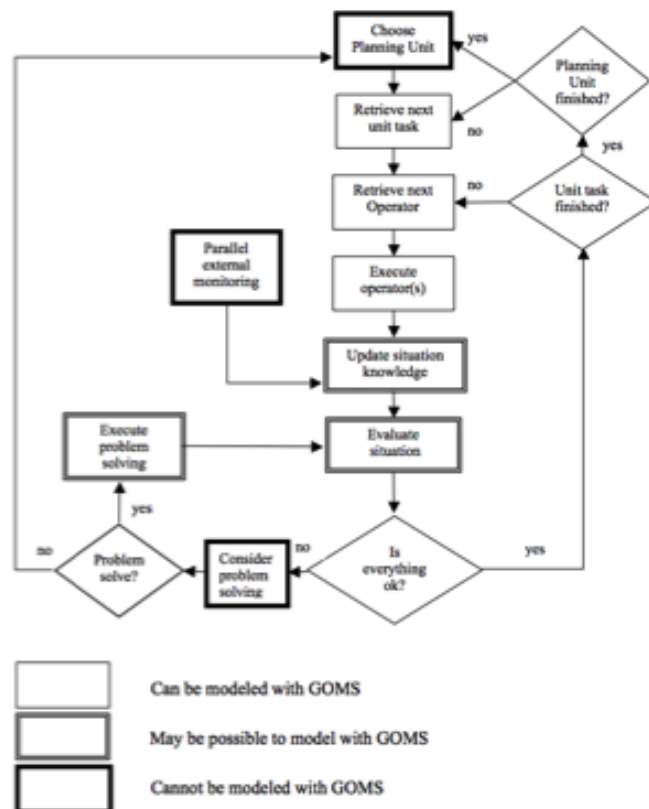 Choose
Planning Unit
yes
Planning
Unit
finished?
Retrieve next
unit task
no
yes
Retrieve next
Operator
no
Unit task
finished?
Parallel
external
monitoring
Execute
operator(s)
Update situation
knowledge
Execute
problem
solving
Evaluate
situation
yes
no
Problem
solve?
Consider
problem
solving
no
Is
everything
ok?
yes
Can be modeled with GOMS
May be possible to model with GOMS
Cannot be modeled with GOMS